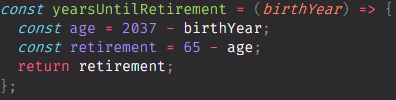 const yearsUntilRetirement = (birthYear) => {
  const age = 2037 - birthYear;
  const retirement = 65 - age;
  return retirement;
};